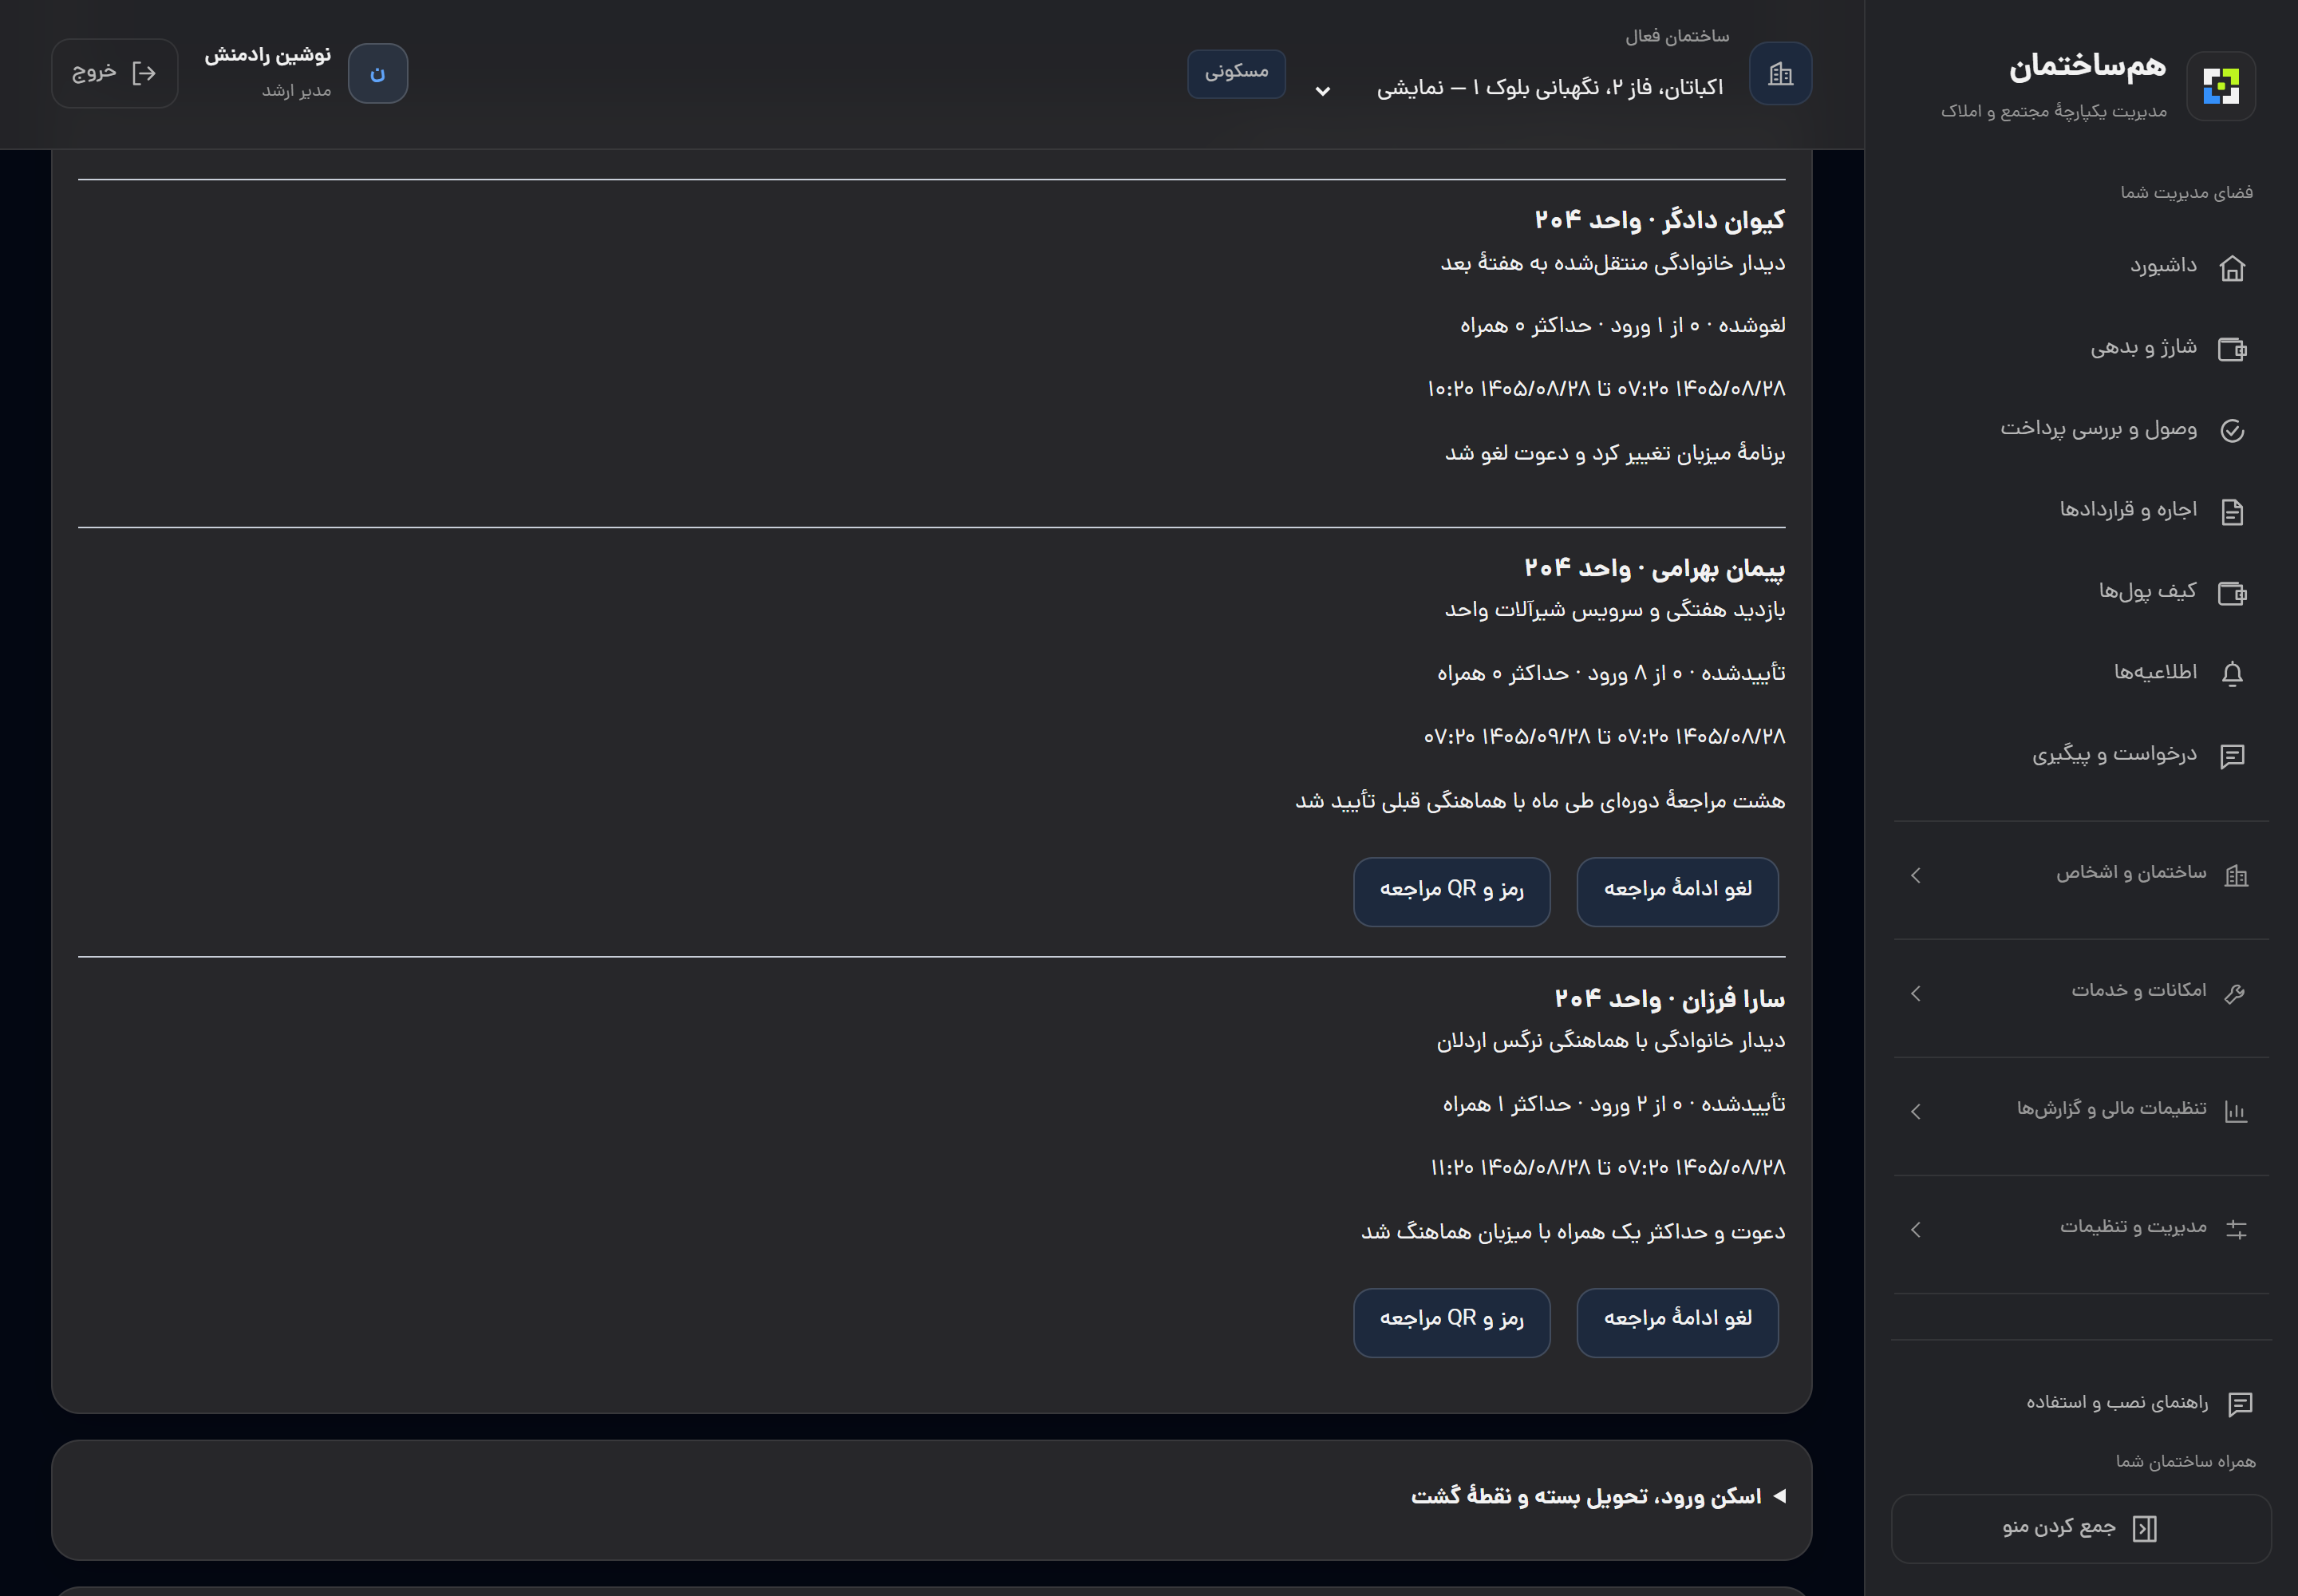 هم‌ساختمان
مدیریت یکپارچهٔ مجتمع و املاک
فضای مدیریت شما
داشبورد
شارژ و بدهی
وصول و بررسی پرداخت
اجاره و قراردادها
کیف پول‌ها
اطلاعیه‌ها
درخواست و پیگیری
ساختمان و اشخاص
امکانات و خدمات
تنظیمات مالی و گزارش‌ها
مدیریت و تنظیمات
راهنمای نصب و استفاده
همراه ساختمان شما
جمع کردن منو
ساختمان فعال
اکباتان، فاز ۲، نگهبانی بلوک ۱ — نمایشی
مسکونی
ن
نوشین رادمنش
مدیر ارشد
خروج
کیوان دادگر · واحد ۲۰۴
دیدار خانوادگی منتقل‌شده به هفتهٔ بعد
لغوشده · ۰ از ۱ ورود · حداکثر ۰ همراه
۱۴۰۵/۰۸/۲۸ ۰۷:۲۰ تا ۱۴۰۵/۰۸/۲۸ ۱۰:۲۰
برنامهٔ میزبان تغییر کرد و دعوت لغو شد
پیمان بهرامی · واحد ۲۰۴
بازدید هفتگی و سرویس شیرآلات واحد
تأییدشده · ۰ از ۸ ورود · حداکثر ۰ همراه
۱۴۰۵/۰۸/۲۸ ۰۷:۲۰ تا ۱۴۰۵/۰۹/۲۸ ۰۷:۲۰
هشت مراجعهٔ دوره‌ای طی ماه با هماهنگی قبلی تأیید شد
لغو ادامهٔ مراجعه
رمز و QR مراجعه
سارا فرزان · واحد ۲۰۴
دیدار خانوادگی با هماهنگی نرگس اردلان
تأییدشده · ۰ از ۲ ورود · حداکثر ۱ همراه
۱۴۰۵/۰۸/۲۸ ۰۷:۲۰ تا ۱۴۰۵/۰۸/۲۸ ۱۱:۲۰
دعوت و حداکثر یک همراه با میزبان هماهنگ شد
لغو ادامهٔ مراجعه
رمز و QR مراجعه
اسکن ورود، تحویل بسته و نقطهٔ گشت